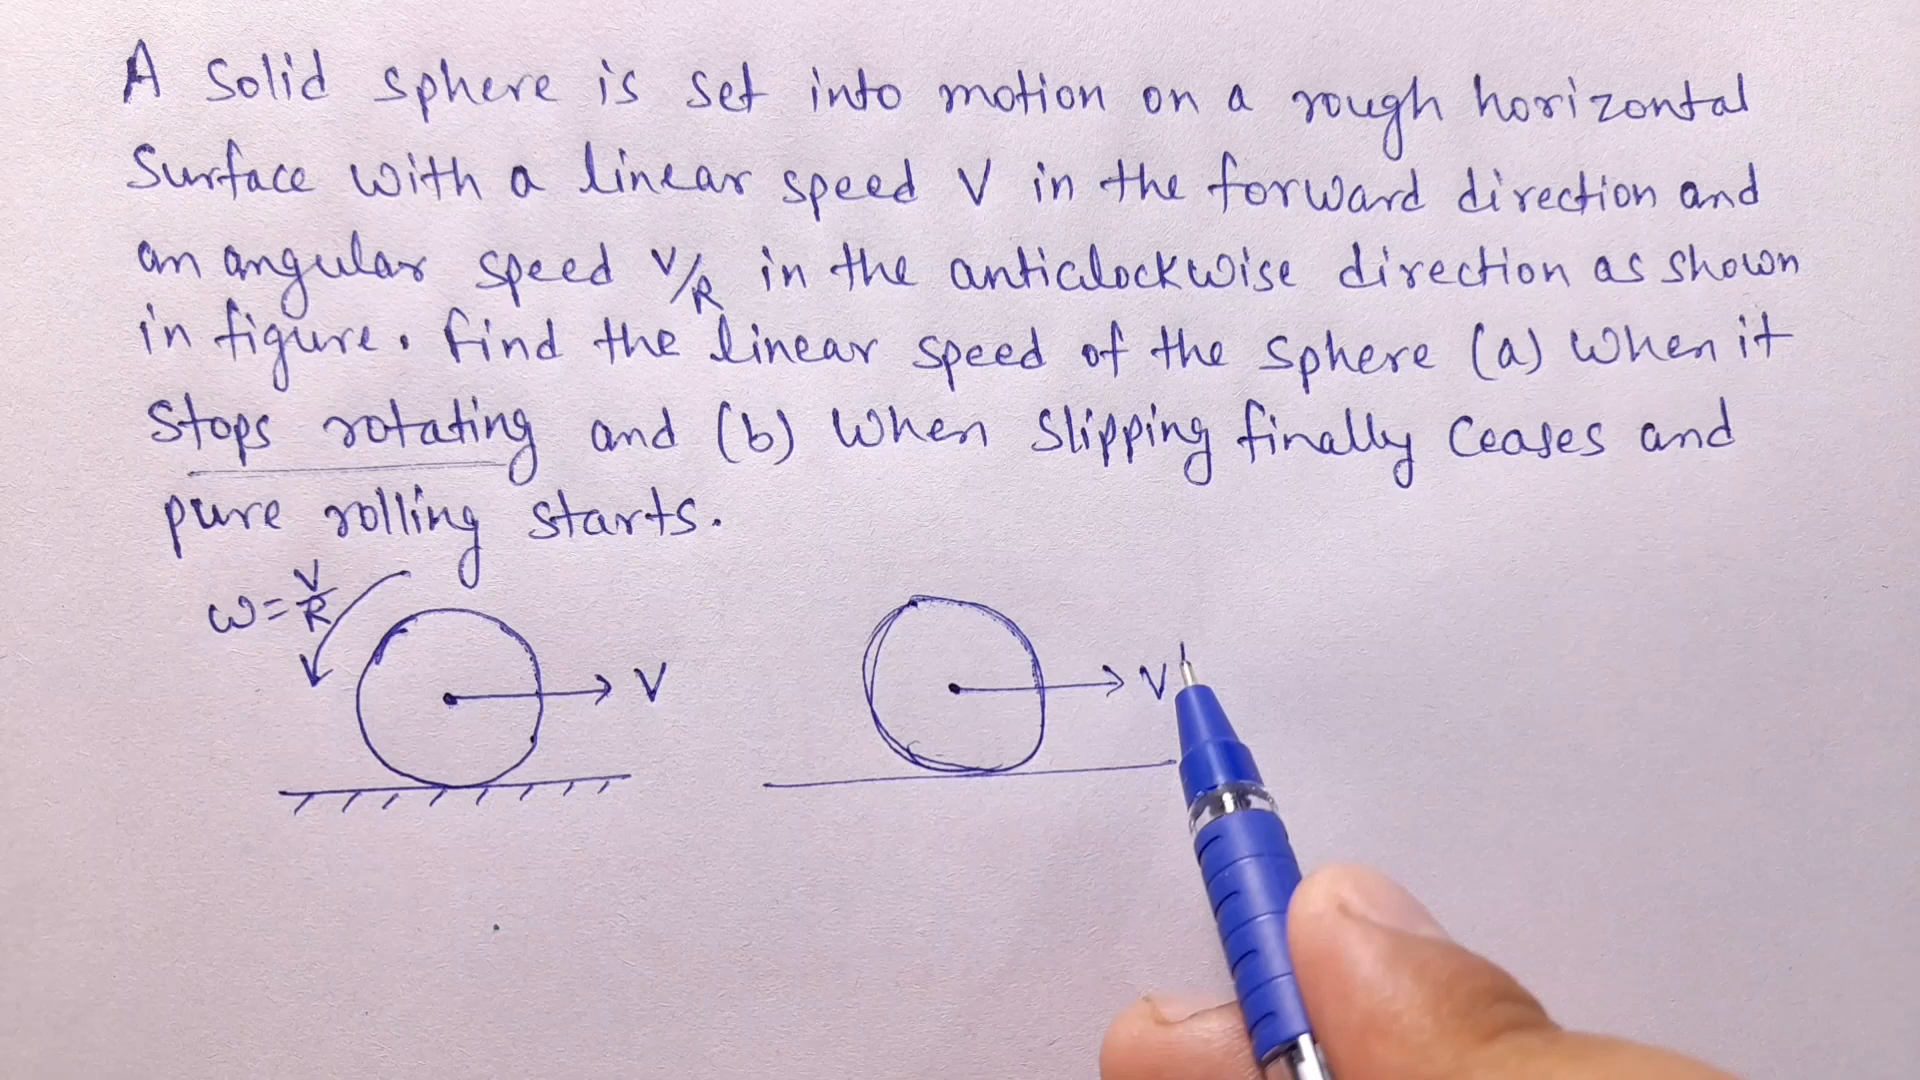 A solid sphere is set into motion on a rough horizontal
Surface with a linear speed V in the forward direction and
an angular speed V/R in the anticlockwise direction as shown
in figure. find the linear speed of the sphere (a) When it
stops rotating and (b) When slipping finally ceases and
pure rolling starts.
ω=V/R
V
V